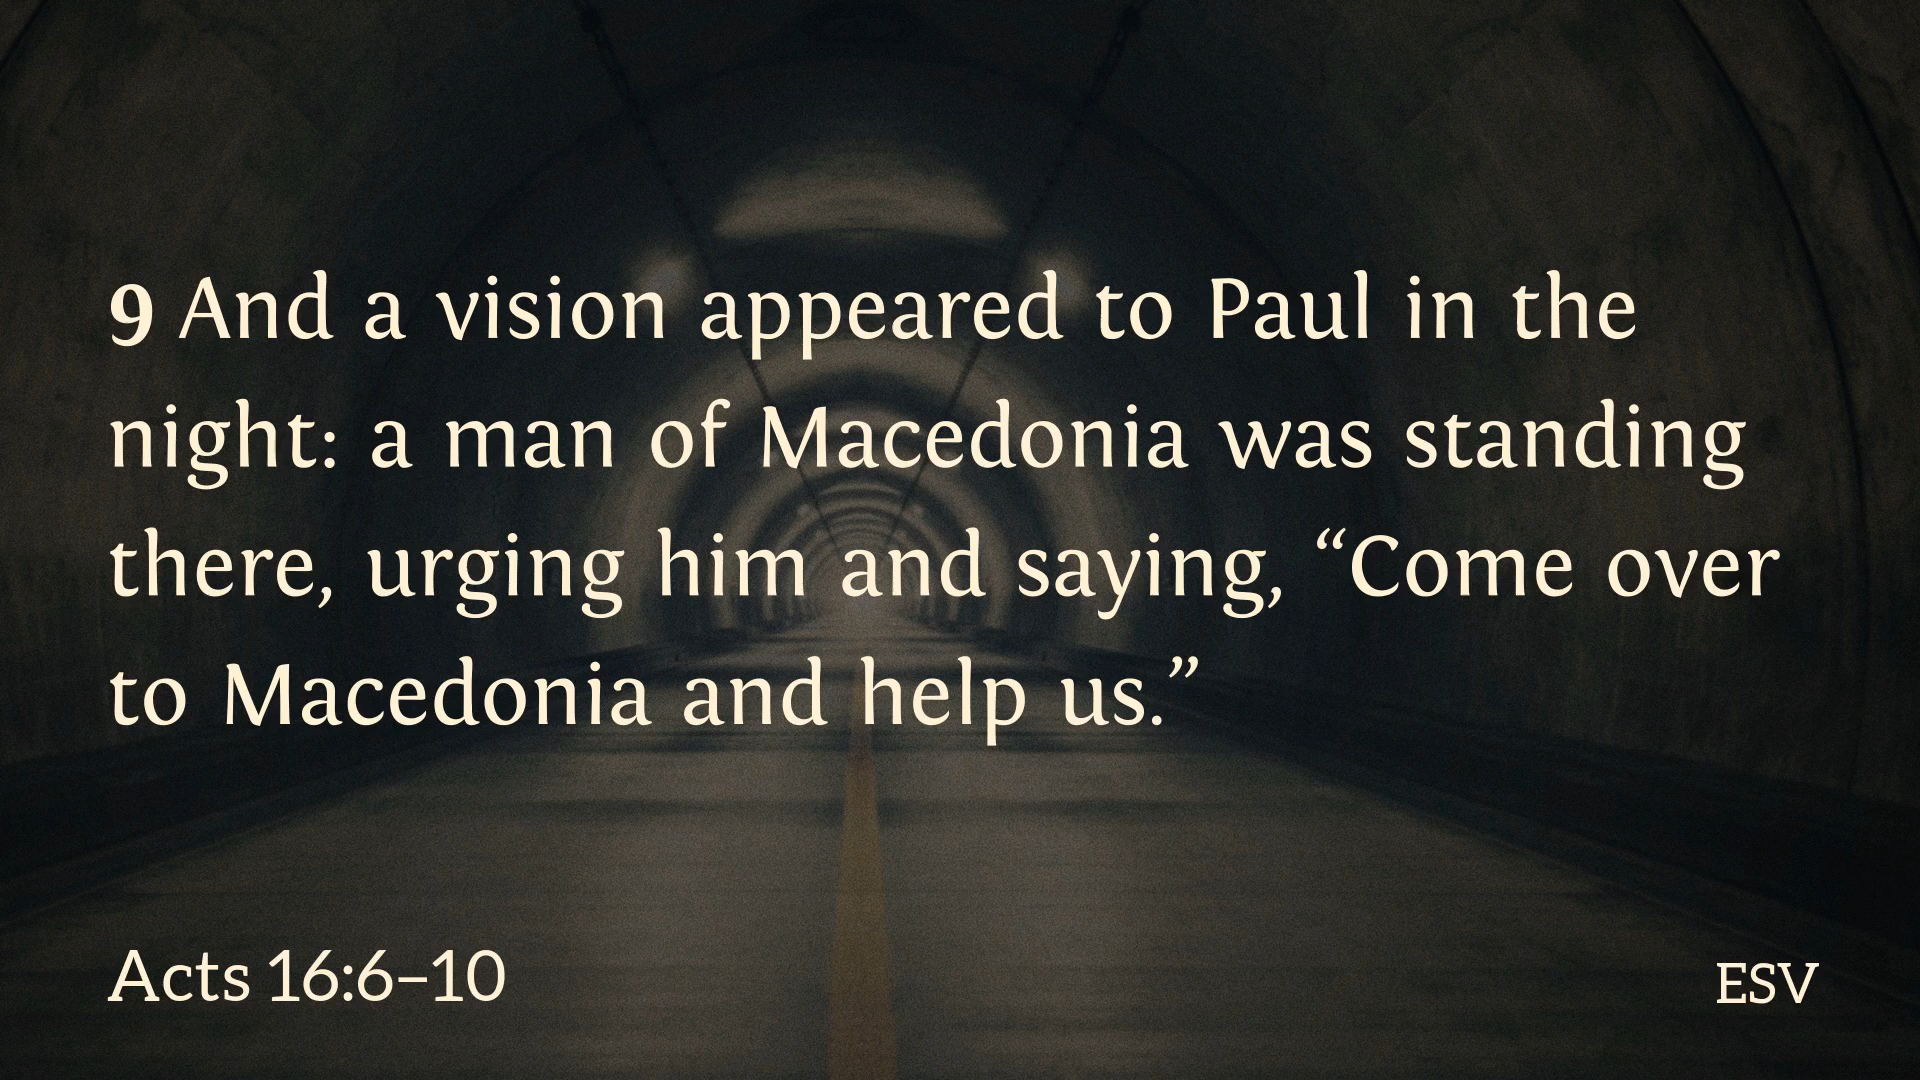 9 And a vision appeared to Paul in the
night: a man of Macedonia was standing
there, urging him and saying, “Come over
to Macedonia and help us.”
Acts 16:6–10
ESV